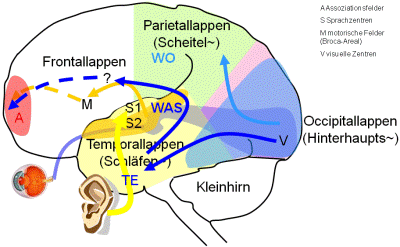 A Assoziationsfelder
S Sprachzentren
M motorische Felder
(Broca-Areal)
V visuelle Zentren
Parietallappen
(Scheitel~)
WO
Frontallappen
?
A
M
S1
S2
WAS
Occipitallappen
(Hinterhaupts~)
V
Temporallappen
(Schläfen~)
TE
Kleinhirn